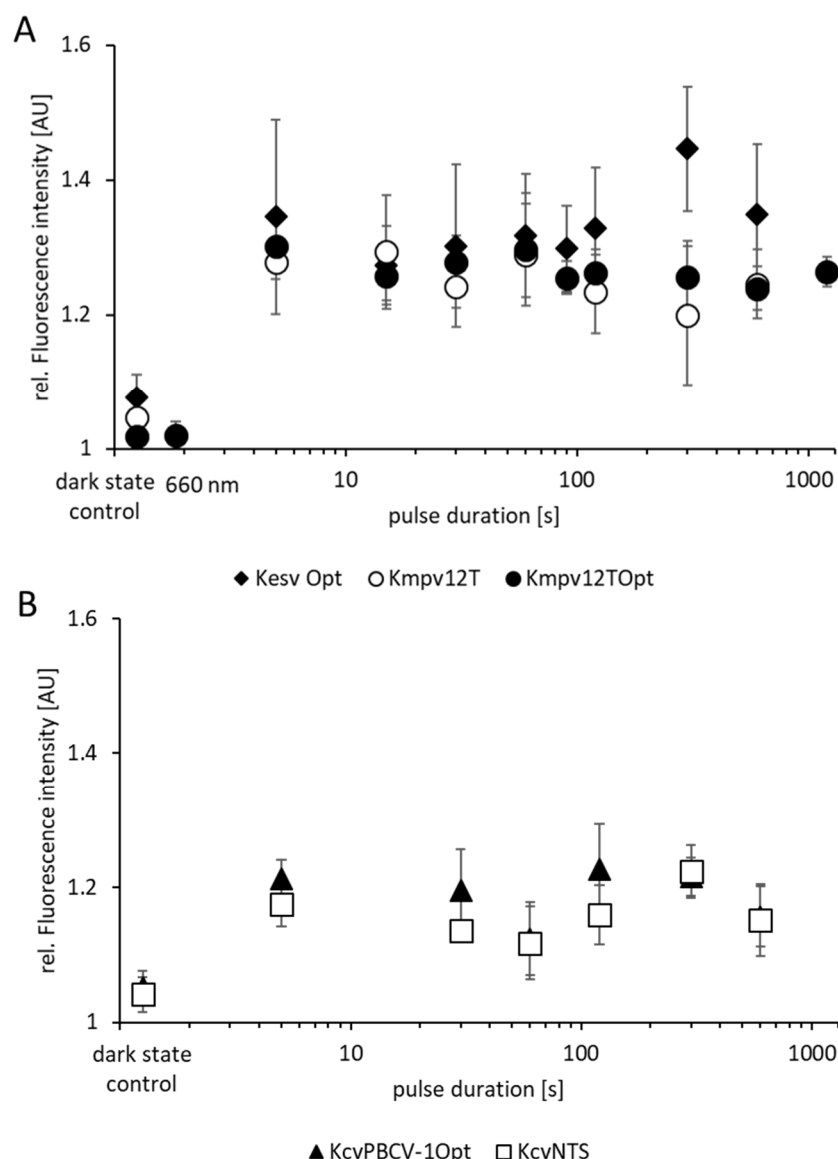 A
1.6
1.4
1.2
1
rel. Fluorescence intensity [AU]
dark state control
660 nm
10
100
1000
pulse duration [s]
Kesv Opt
Kmpv12T
Kmpv12TOpt
B
1.6
1.4
1.2
1
rel. Fluorescence intensity [AU]
dark state control
10
100
1000
pulse duration [s]
KcvPBCV-1Opt
KcvNTS